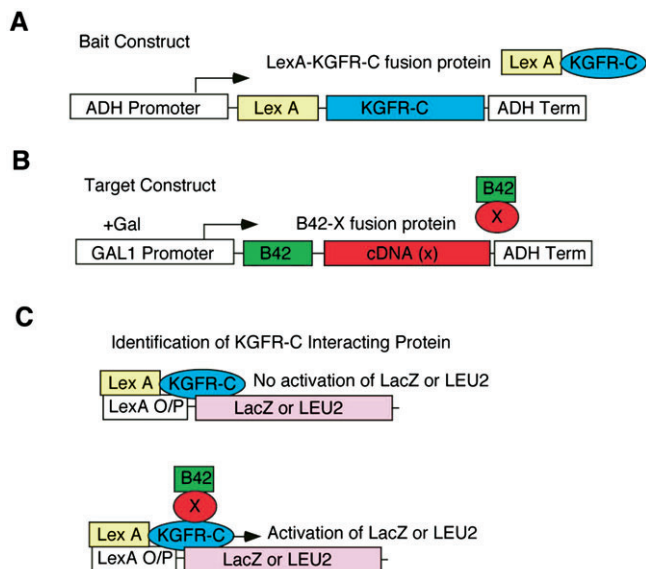 A
Bait Construct
LexA-KGFR-C fusion protein
Lex A KGFR-C
ADH Promoter Lex A KGFR-C ADH Term
B
Target Construct
B42
X
+Gal
B42-X fusion protein
GAL1 Promoter B42 cDNA (x) ADH Term
C
Identification of KGFR-C Interacting Protein
Lex A KGFR-C No activation of LacZ or LEU2
LexA O/P LacZ or LEU2
B42
X
Lex A KGFR-C Activation of LacZ or LEU2
LexA O/P LacZ or LEU2